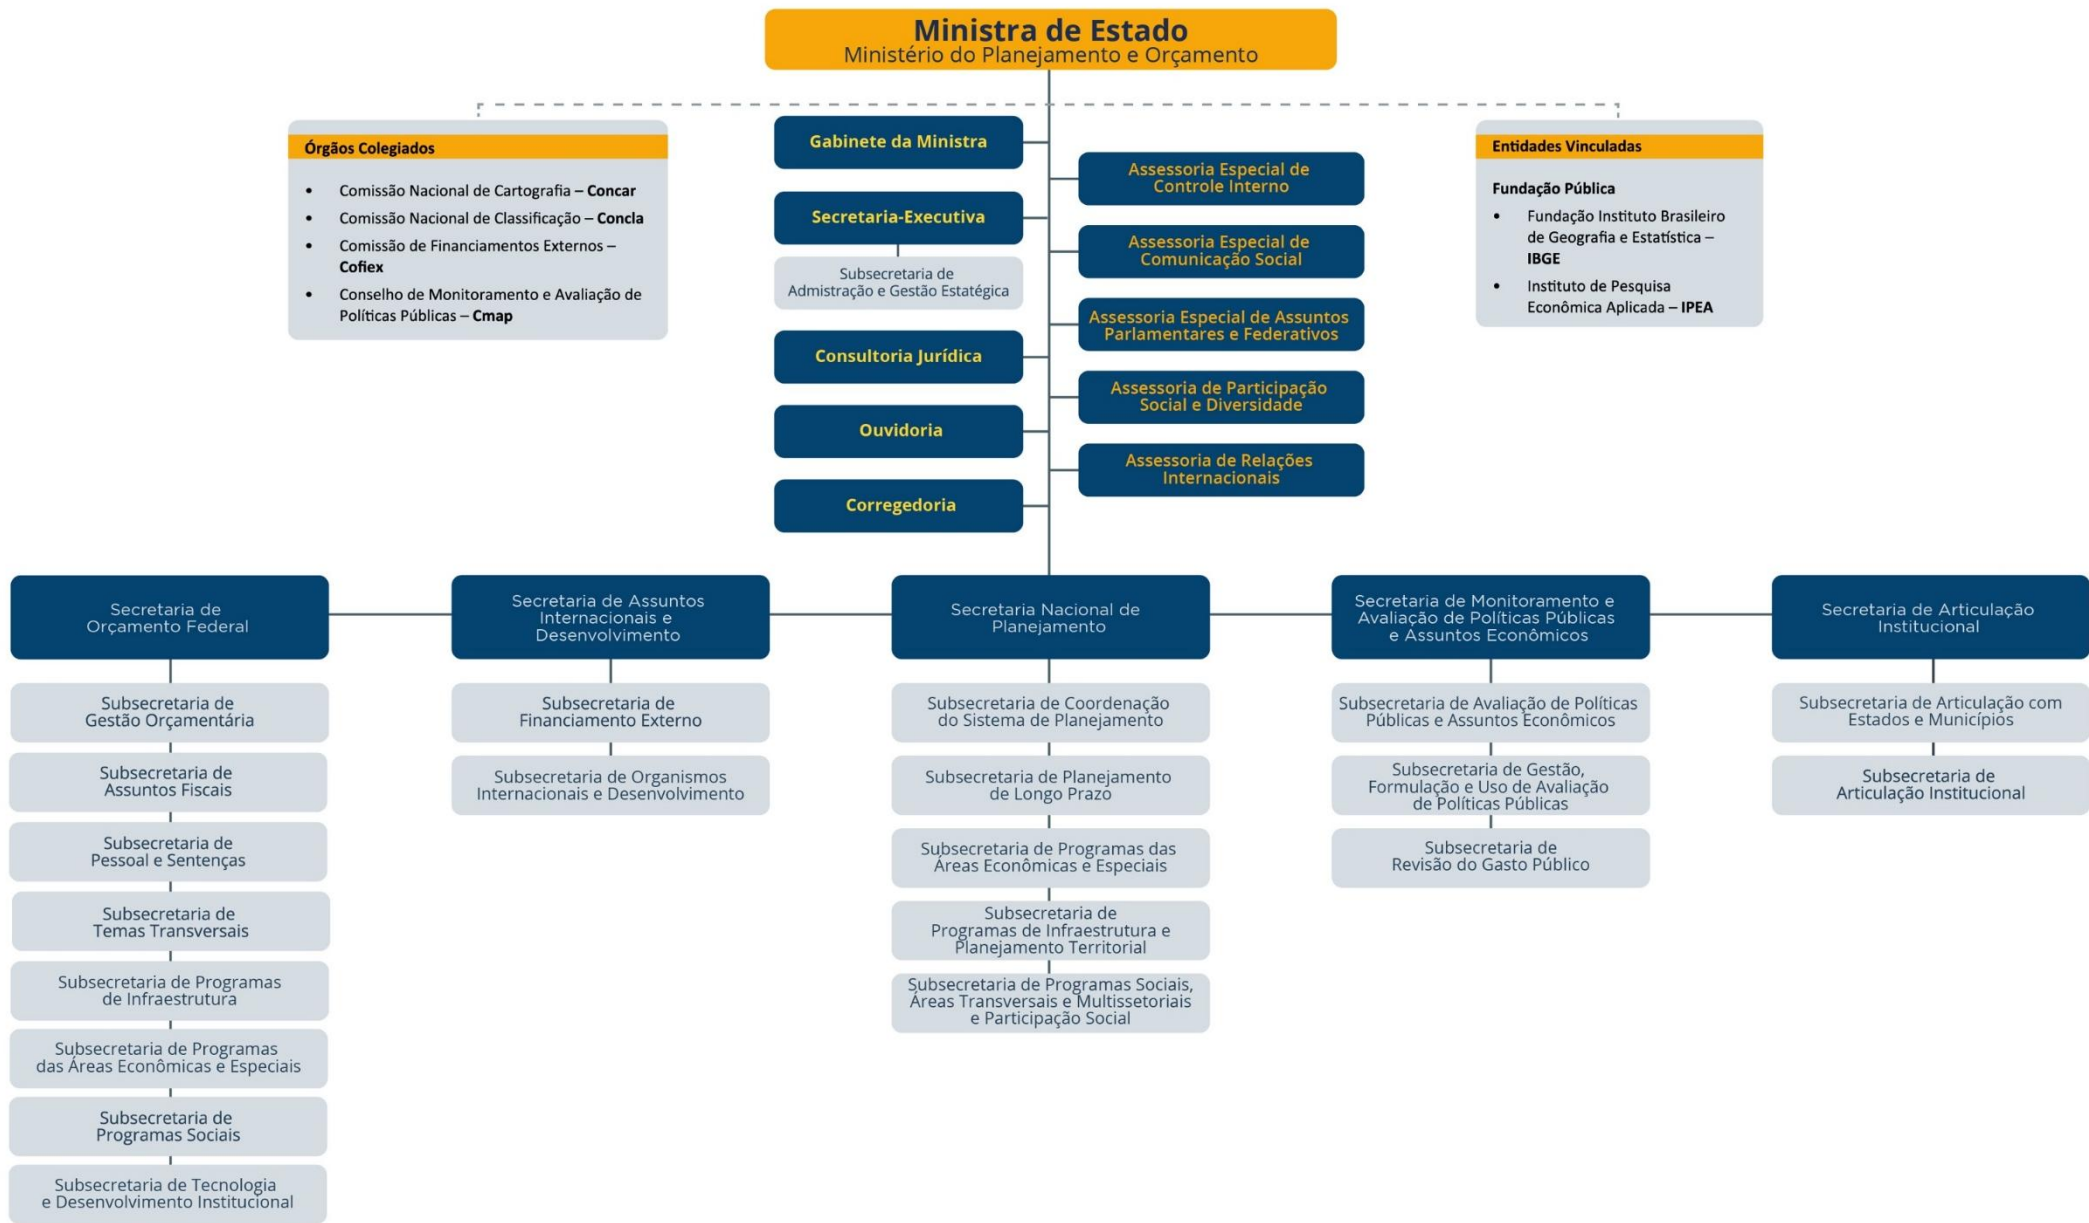 Ministra de Estado
Ministério do Planejamento e Orçamento
Órgãos Colegiados
• Comissão Nacional de Cartografia – Concar
• Comissão Nacional de Classificação – Concla
• Comissão de Financiamentos Externos –
Cofiex
• Conselho de Monitoramento e Avaliação de
Políticas Públicas – Cmap
Gabinete da Ministra
Secretaria-Executiva
Subsecretaria de
Admistração e Gestão Estatégica
Consultoria Jurídica
Ouvidoria
Corregedoria
Assessoria Especial de
Controle Interno
Assessoria Especial de
Comunicação Social
Assessoria Especial de Assuntos
Parlamentares e Federativos
Assessoria de Participação
Social e Diversidade
Assessoria de Relações
Internacionais
Entidades Vinculadas
Fundação Pública
• Fundação Instituto Brasileiro
de Geografia e Estatística –
IBGE
• Instituto de Pesquisa
Econômica Aplicada – IPEA
Secretaria de
Orçamento Federal
Subsecretaria de
Gestão Orçamentária
Subsecretaria de
Assuntos Fiscais
Subsecretaria de
Pessoal e Sentenças
Subsecretaria de
Temas Transversais
Subsecretaria de Programas
de Infraestrutura
Subsecretaria de Programas
das Áreas Econômicas e Especiais
Subsecretaria de
Programas Sociais
Subsecretaria de Tecnologia
e Desenvolvimento Institucional
Secretaria de Assuntos
Internacionais e
Desenvolvimento
Subsecretaria de
Financiamento Externo
Subsecretaria de Organismos
Internacionais e Desenvolvimento
Secretaria Nacional de
Planejamento
Subsecretaria de Coordenação
do Sistema de Planejamento
Subsecretaria de Planejamento
de Longo Prazo
Subsecretaria de Programas das
Áreas Econômicas e Especiais
Subsecretaria de
Programas de Infraestrutura e
Planejamento Territorial
Subsecretaria de Programas Sociais,
Áreas Transversais e Multissetoriais
e Participação Social
Secretaria de Monitoramento e
Avaliação de Políticas Públicas
e Assuntos Econômicos
Subsecretaria de Avaliação de Políticas
Públicas e Assuntos Econômicos
Subsecretaria de Gestão,
Formulação e Uso de Avaliação
de Políticas Públicas
Subsecretaria de
Revisão do Gasto Público
Secretaria de Articulação
Institucional
Subsecretaria de Articulação com
Estados e Municípios
Subsecretaria de
Articulação Institucional